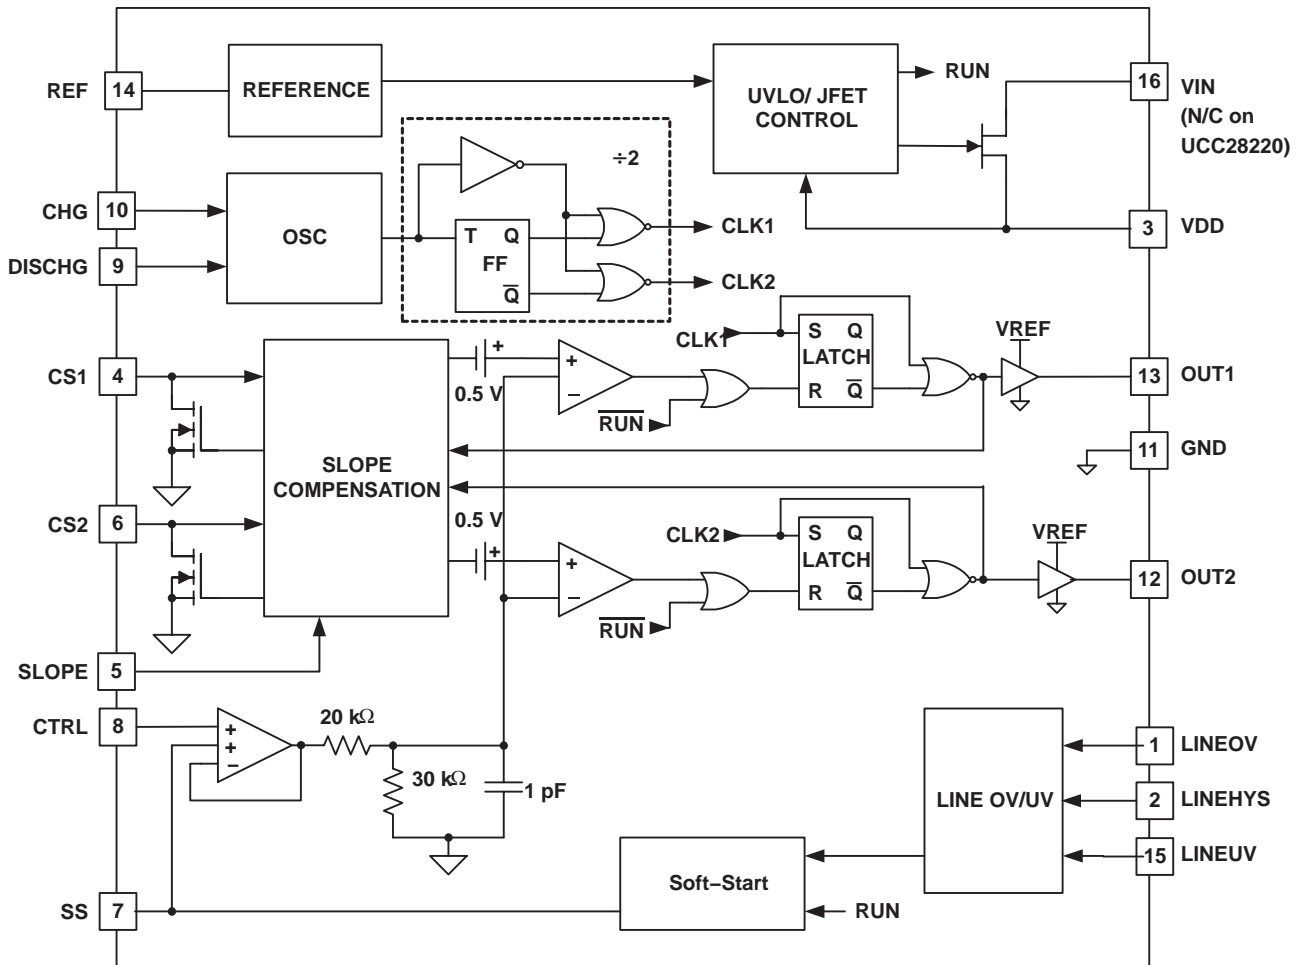 REF 14
REFERENCE
UVLO/ JFET
CONTROL
RUN
16 VIN
(N/C on
UCC28220)
÷2
CHG 10
OSC
DISCHG 9
T Q
FF
Q̅
CLK1
CLK2
3 VDD
CS1 4
SLOPE
COMPENSATION
+
0.5 V
+
−
R̅U̅N̅
CLK1
S Q
LATCH
R Q̅
VREF
13 OUT1
11 GND
CS2 6
0.5 V
+
+
−
R̅U̅N̅
CLK2
S Q
LATCH
R Q̅
VREF
12 OUT2
SLOPE 5
CTRL 8
+
+
−
20 kΩ
30 kΩ
1 pF
LINE OV/UV
1 LINEOV
2 LINEHYS
15 LINEUV
SS 7
Soft−Start
RUN